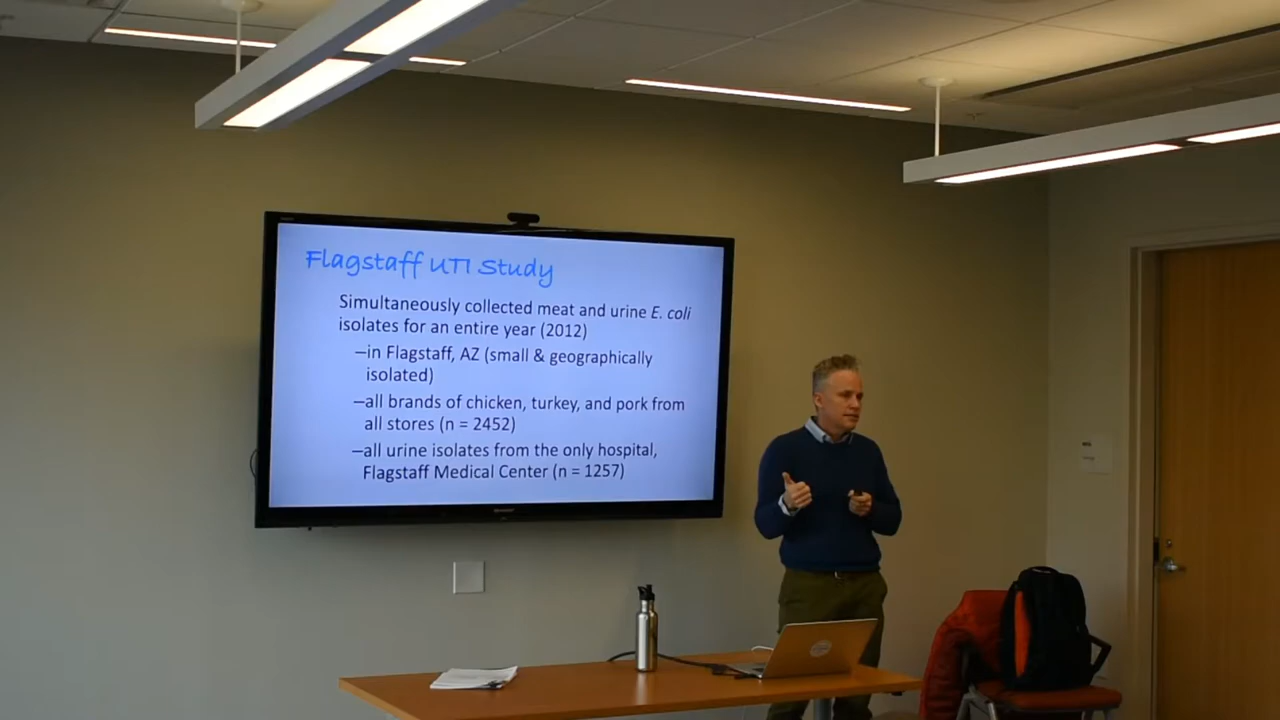 Flagstaff UTI Study
Simultaneously collected meat and urine E. coli
isolates for an entire year (2012)
–in Flagstaff, AZ (small & geographically
isolated)
–all brands of chicken, turkey, and pork from
all stores (n = 2452)
–all urine isolates from the only hospital,
Flagstaff Medical Center (n = 1257)